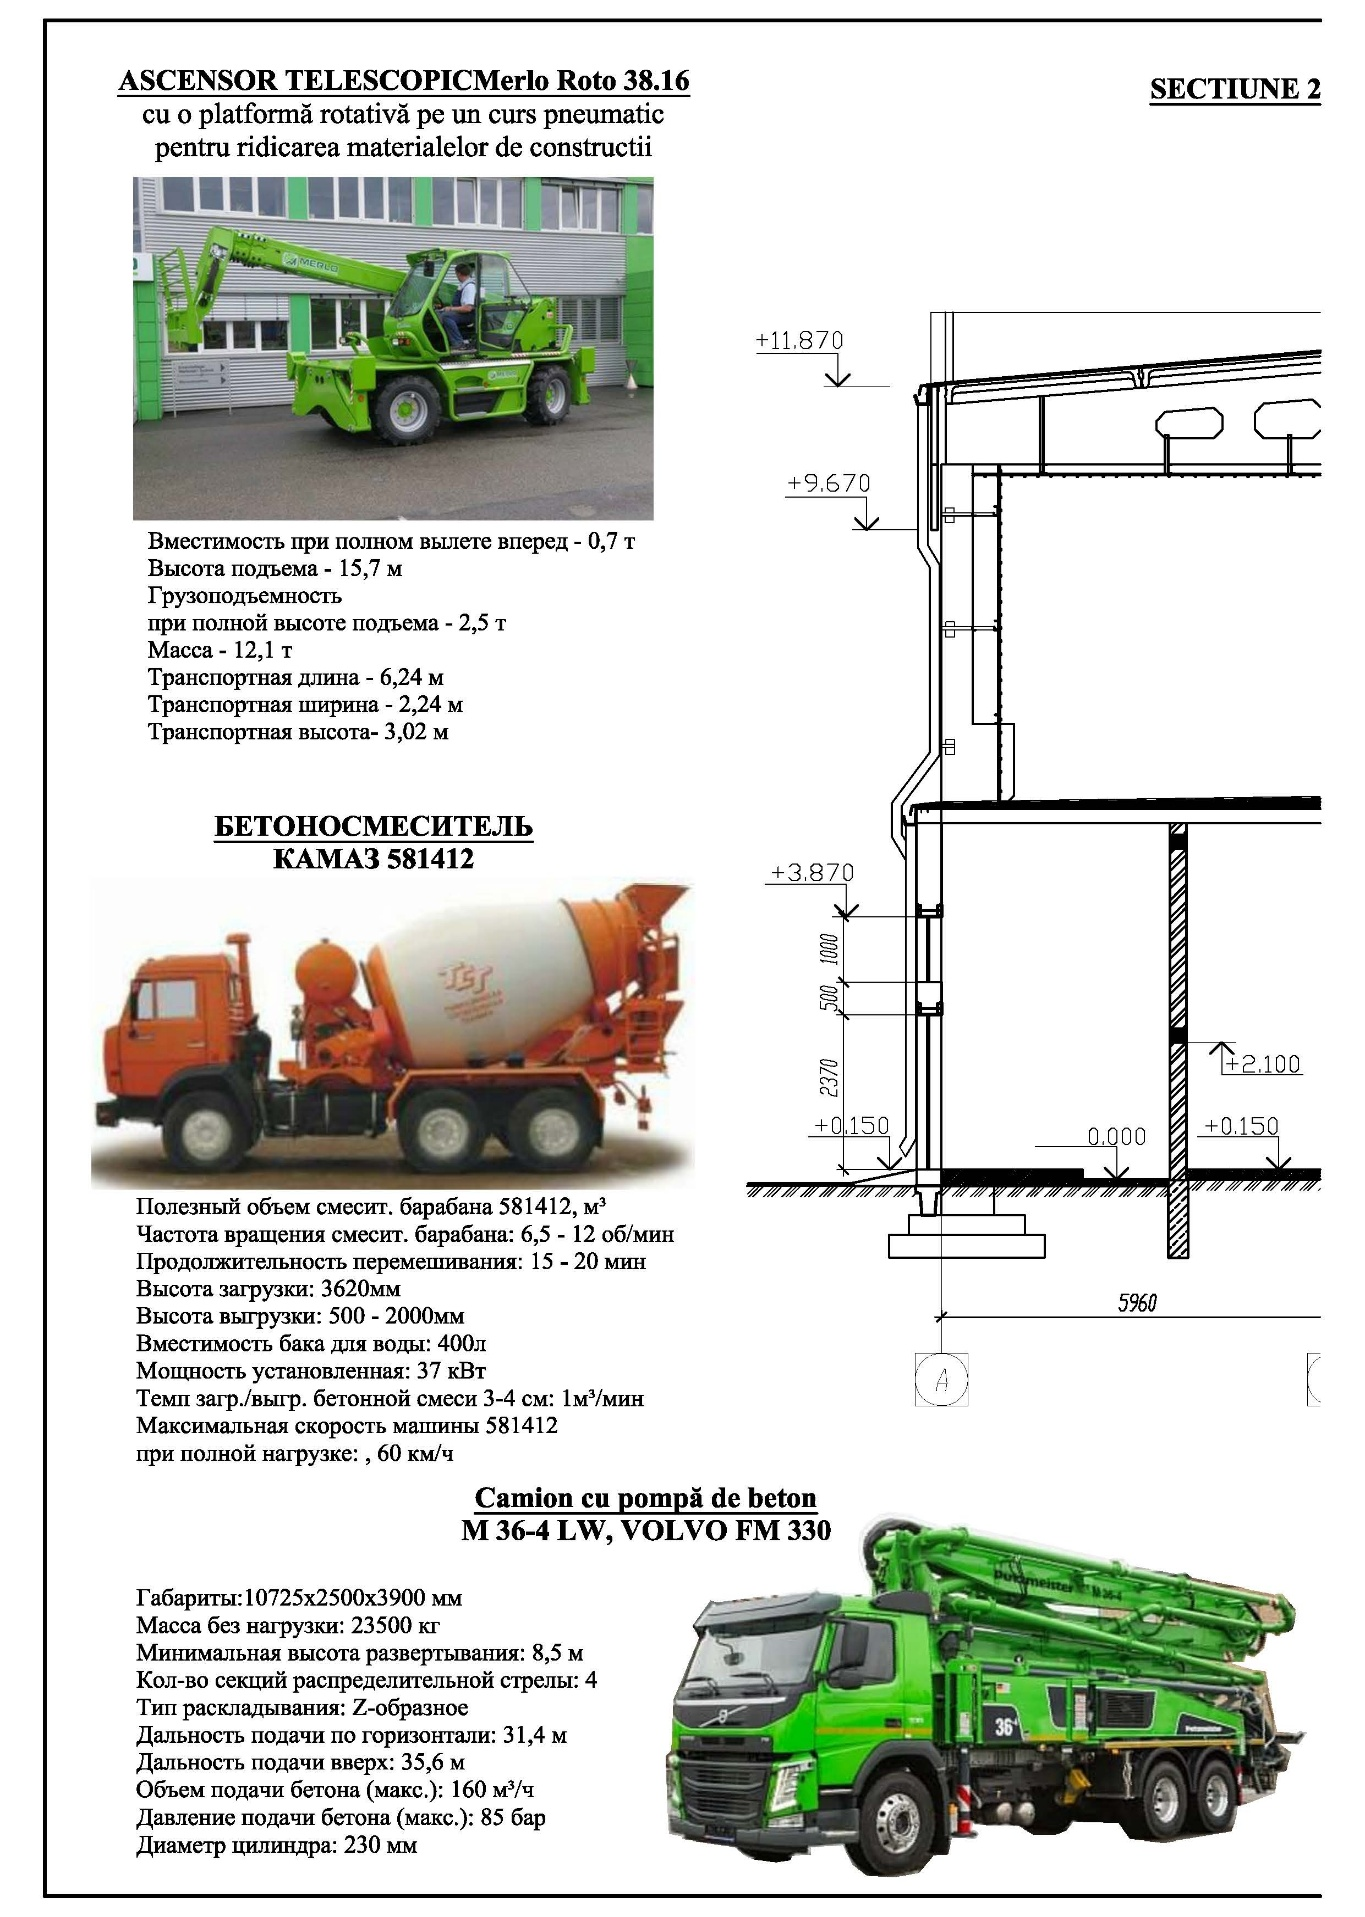 ASCENSOR TELESCOPICMerlo Roto 38.16
cu o platformă rotativă pe un curs pneumatic
pentru ridicarea materialelor de constructii
MERLO
MERLO
Вместимость при полном вылете вперед - 0,7 т
Высота подъема - 15,7 м
Грузоподъемность
при полной высоте подъема - 2,5 т
Масса - 12,1 т
Транспортная длина - 6,24 м
Транспортная ширина - 2,24 м
Транспортная высота- 3,02 м
БЕТОНОСМЕСИТЕЛЬ
КАМАЗ 581412
Полезный объем смесит. барабана 581412, м³
Частота вращения смесит. барабана: 6,5 - 12 об/мин
Продолжительность перемешивания: 15 - 20 мин
Высота загрузки: 3620мм
Высота выгрузки: 500 - 2000мм
Вместимость бака для воды: 400л
Мощность установленная: 37 кВт
Темп загр./выгр. бетонной смеси 3-4 см: 1м³/мин
Максимальная скорость машины 581412
при полной нагрузке: , 60 км/ч
SECTIUNE 2
+11.870
+9.670
+3.870
1000
500
2370
+2.100
+0.150
0.000
+0.150
5960
A
Camion cu pompă de beton
M 36-4 LW, VOLVO FM 330
Габариты:10725x2500x3900 мм
Масса без нагрузки: 23500 кг
Минимальная высота развертывания: 8,5 м
Кол-во секций распределительной стрелы: 4
Тип раскладывания: Z-образное
Дальность подачи по горизонтали: 31,4 м
Дальность подачи вверх: 35,6 м
Объем подачи бетона (макс.): 160 м³/ч
Давление подачи бетона (макс.): 85 бар
Диаметр цилиндра: 230 мм
Putzmeister M 36-4
36-4
Putzmeister